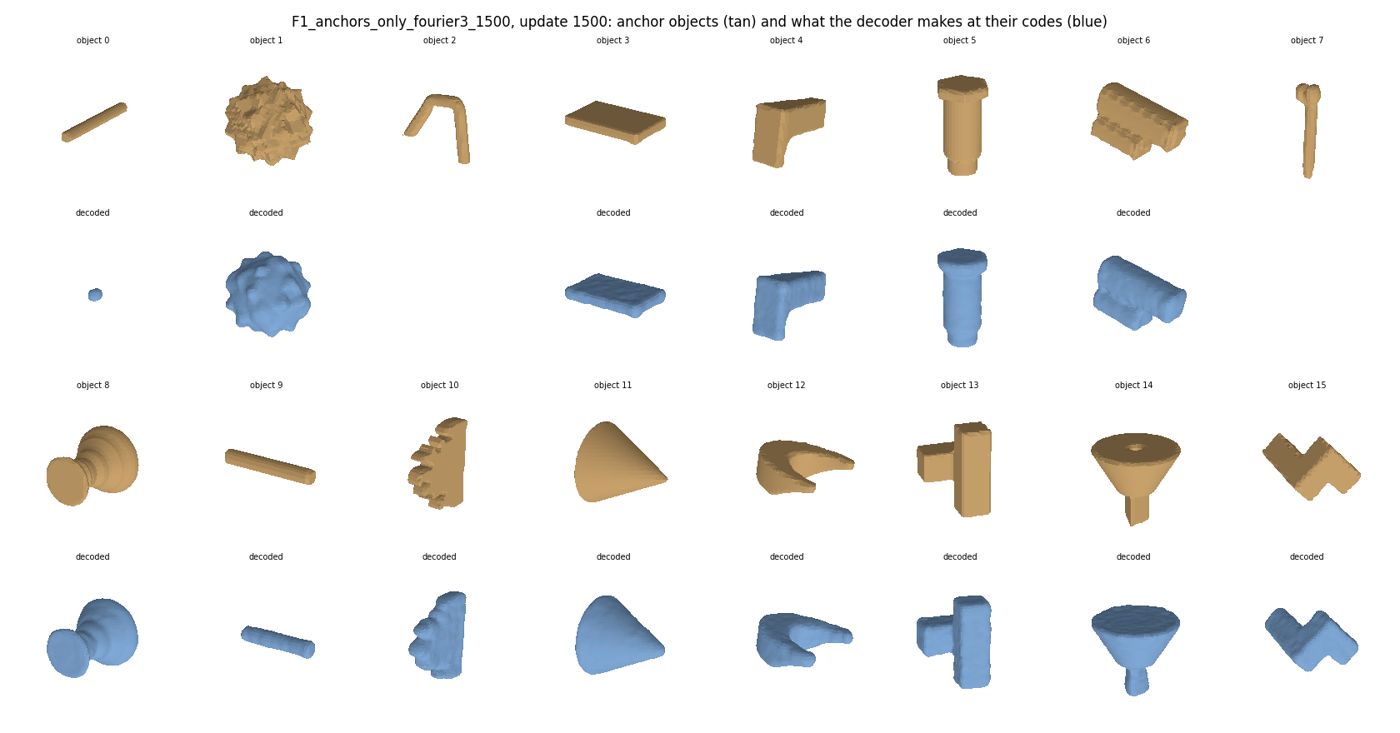 F1_anchors_only_fourier3_1500, update 1500: anchor objects (tan) and what the decoder makes at their codes (blue)
object 0 object 1 object 2 object 3 object 4 object 5 object 6 object 7
decoded decoded decoded decoded decoded decoded
object 8 object 9 object 10 object 11 object 12 object 13 object 14 object 15
decoded decoded decoded decoded decoded decoded decoded decoded